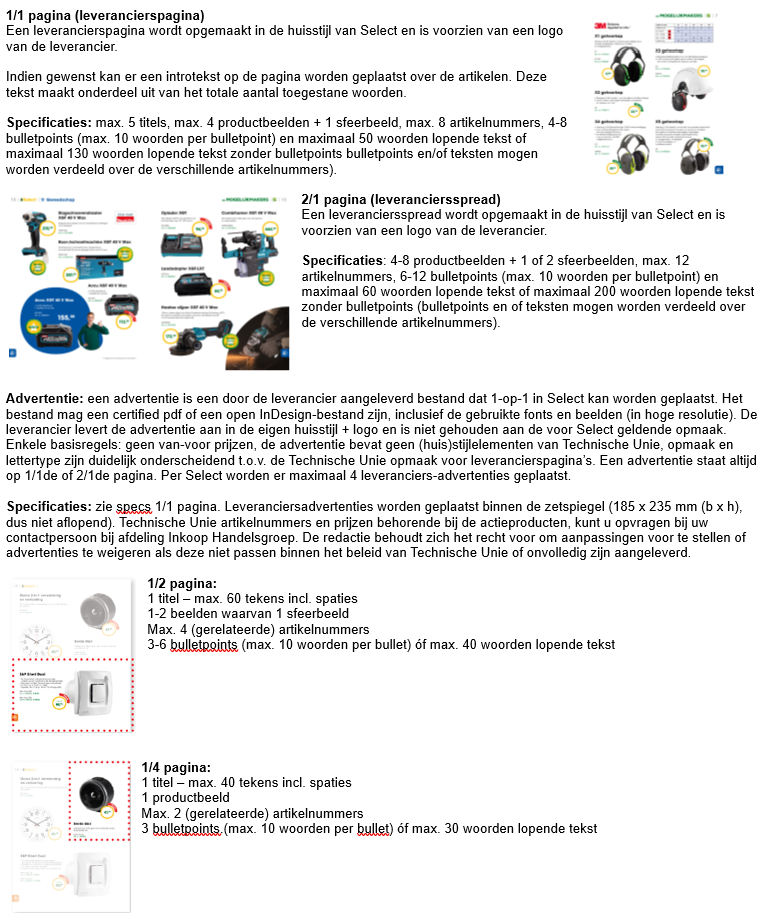 1/1 pagina (leverancierspagina)
Een leverancierspagina wordt opgemaakt in de huisstijl van Select en is voorzien van een logo
van de leverancier.
Indien gewenst kan er een introtekst op de pagina worden geplaatst over de artikelen. Deze
tekst maakt onderdeel uit van het totale aantal toegestane woorden.
Specificaties: max. 5 titels, max. 4 productbeelden + 1 sfeerbeeld, max. 8 artikelnummers, 4-8
bulletpoints (max. 10 woorden per bulletpoint) en maximaal 50 woorden lopende tekst of
maximaal 130 woorden lopende tekst zonder bulletpoints bulletpoints en/of teksten mogen
worden verdeeld over de verschillende artikelnummers).
2/1 pagina (leveranciersspread)
Een leveranciersspread wordt opgemaakt in de huisstijl van Select en is
voorzien van een logo van de leverancier.
Specificaties: 4-8 productbeelden + 1 of 2 sfeerbeelden, max. 12
artikelnummers, 6-12 bulletpoints (max. 10 woorden per bulletpoint) en
maximaal 60 woorden lopende tekst of maximaal 200 woorden lopende tekst
zonder bulletpoints (bulletpoints en of teksten mogen worden verdeeld over
de verschillende artikelnummers).
Advertentie: een advertentie is een door de leverancier aangeleverd bestand dat 1-op-1 in Select kan worden geplaatst. Het
bestand mag een certified pdf of een open InDesign-bestand zijn, inclusief de gebruikte fonts en beelden (in hoge resolutie). De
leverancier levert de advertentie aan in de eigen huisstijl + logo en is niet gehouden aan de voor Select geldende opmaak.
Enkele basisregels: geen van-voor prijzen, de advertentie bevat geen (huis)stijlelementen van Technische Unie, opmaak en
lettertype zijn duidelijk onderscheidend t.o.v. de Technische Unie opmaak voor leverancierspagina's. Een advertentie staat altijd
op 1/1de of 2/1de pagina. Per Select worden er maximaal 4 leveranciers-advertenties geplaatst.
Specificaties: zie specs 1/1 pagina. Leveranciersadvertenties worden geplaatst binnen de zetspiegel (185 x 235 mm (b x h),
dus niet aflopend). Technische Unie artikelnummers en prijzen behorende bij de actieproducten, kunt u opvragen bij uw
contactpersoon bij afdeling Inkoop Handelsgroep. De redactie behoudt zich het recht voor om aanpassingen voor te stellen of
advertenties te weigeren als deze niet passen binnen het beleid van Technische Unie of onvolledig zijn aangeleverd.
1/2 pagina:
1 titel – max. 60 tekens incl. spaties
1-2 beelden waarvan 1 sfeerbeeld
Max. 4 (gerelateerde) artikelnummers
3-6 bulletpoints (max. 10 woorden per bullet) óf max. 40 woorden lopende tekst
1/4 pagina:
1 titel – max. 40 tekens incl. spaties
1 productbeeld
Max. 2 (gerelateerde) artikelnummers
3 bulletpoints (max. 10 woorden per bullet) óf max. 30 woorden lopende tekst